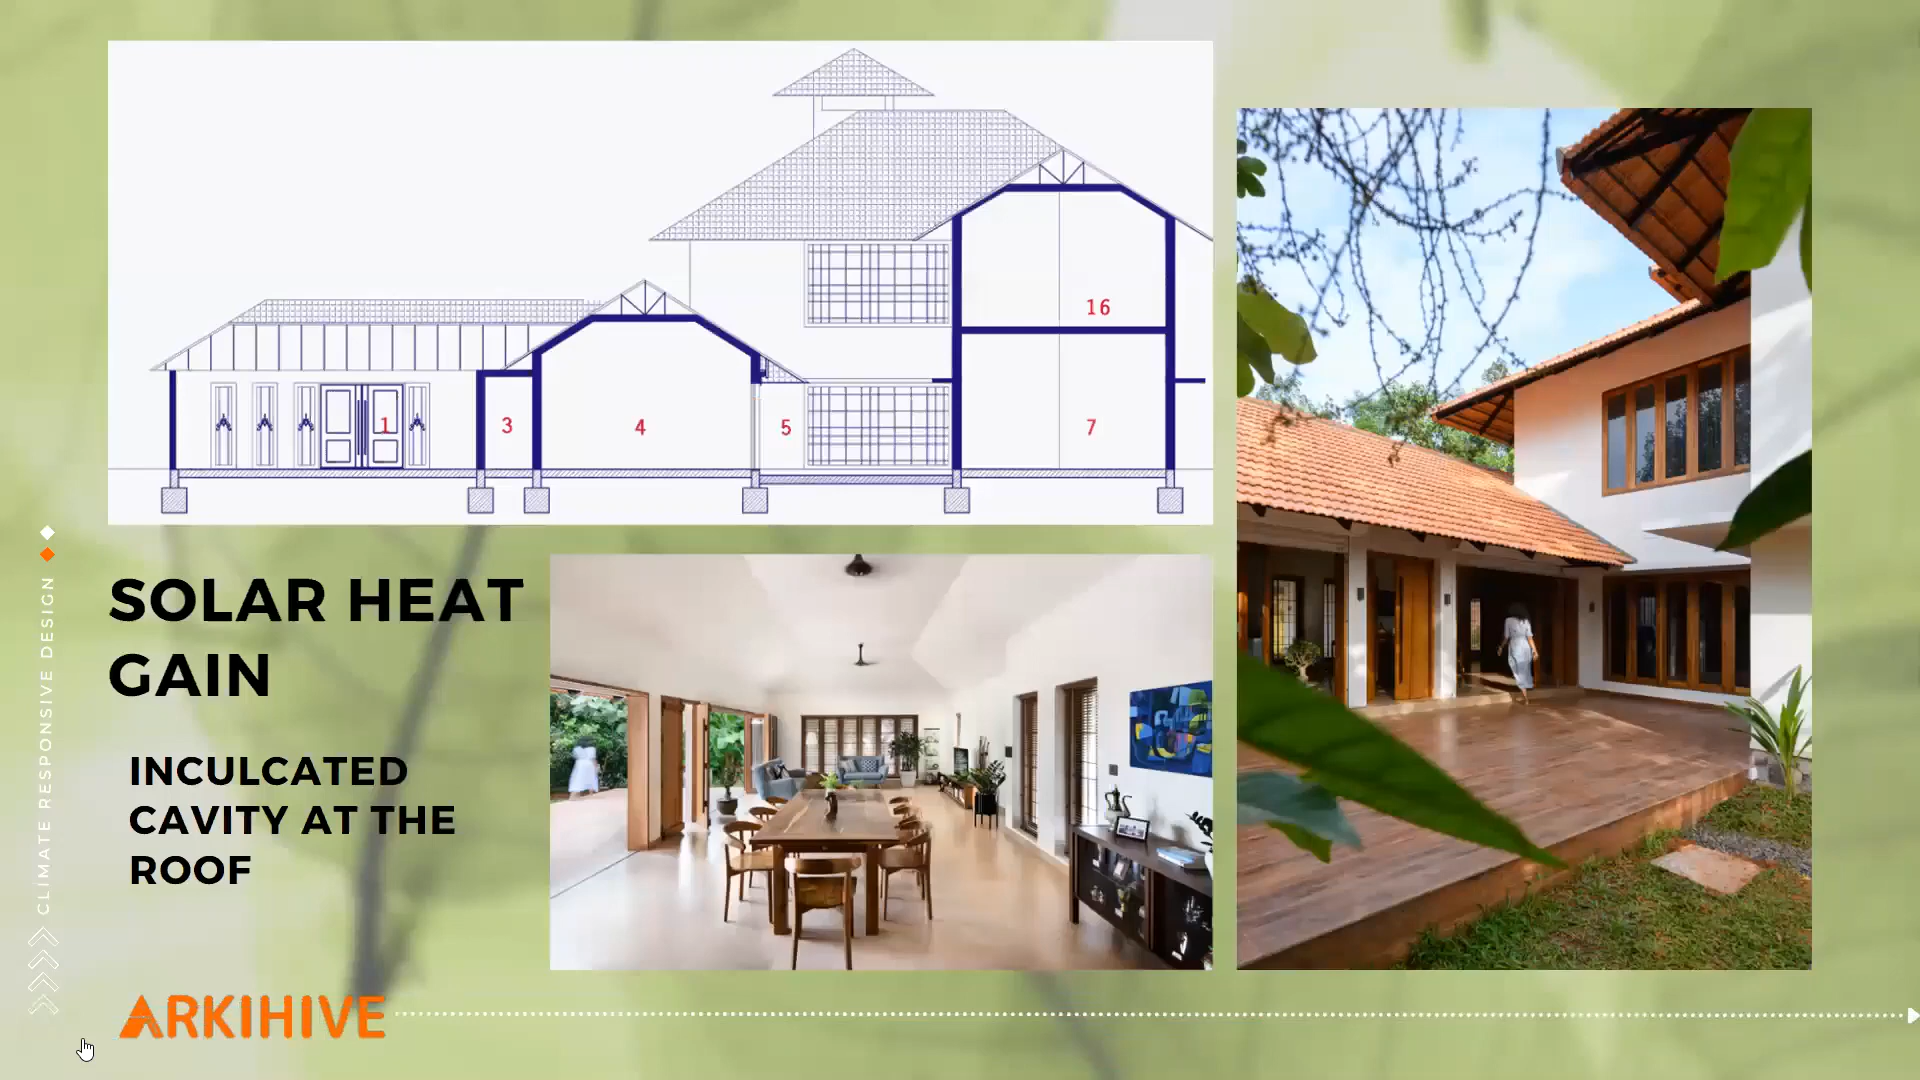 16
1
3
4
5
7
CLIMATE RESPONSIVE DESIGN
SOLAR HEAT
GAIN
INCULCATED
CAVITY AT THE
ROOF
ARKIHIVE